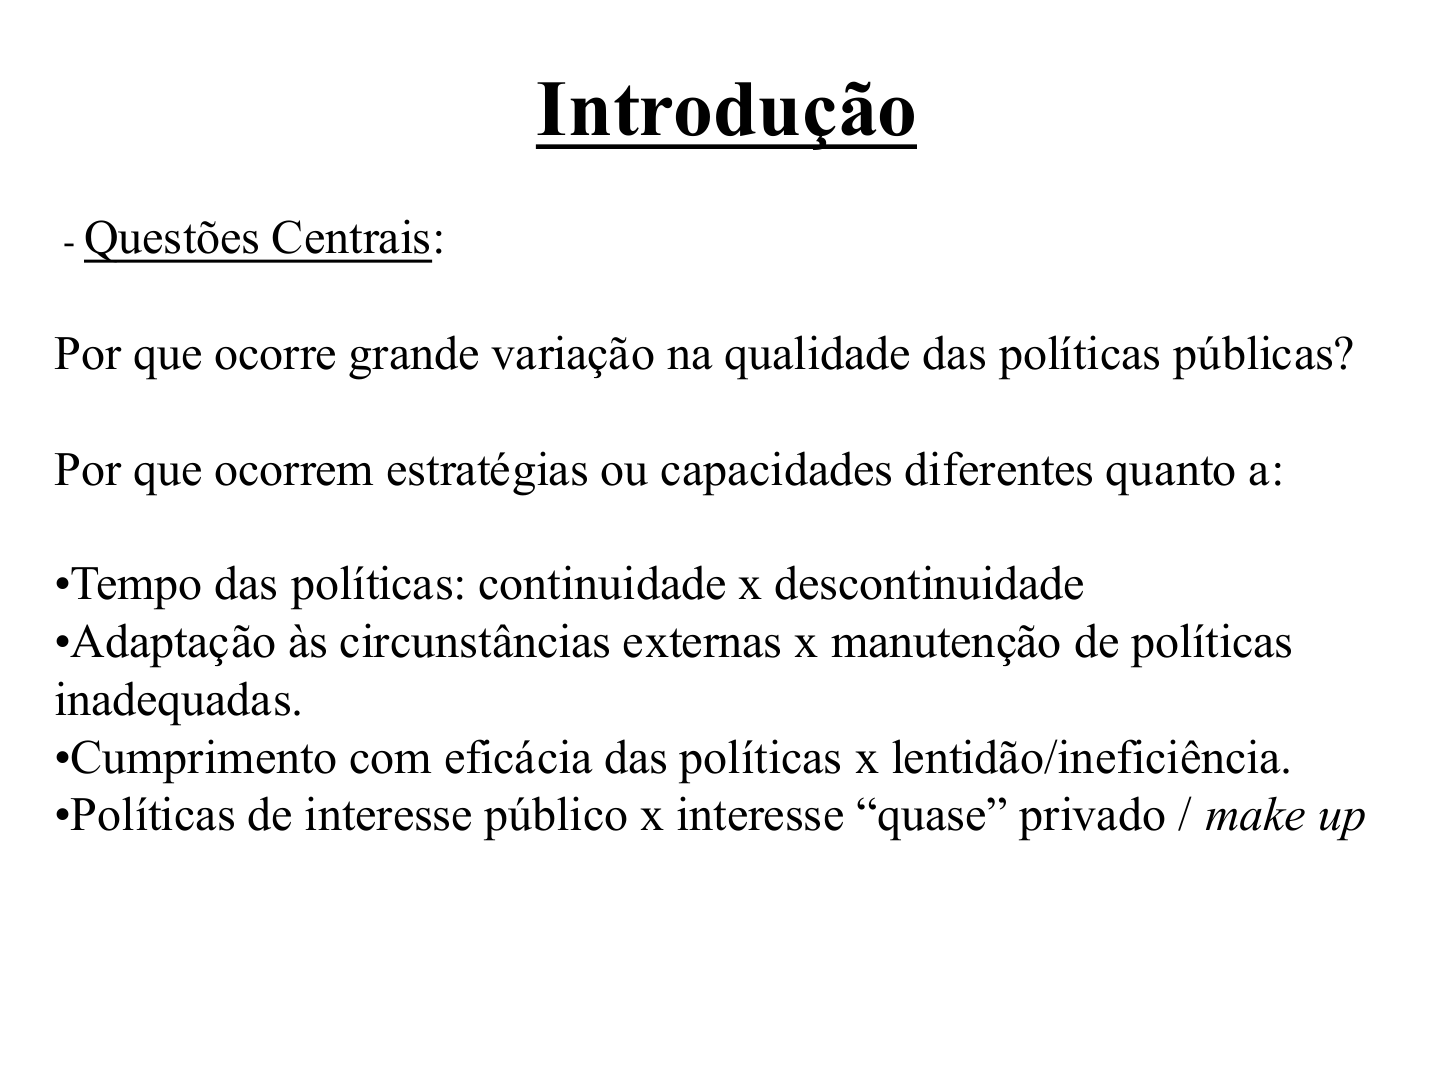 Introdução
- Questões Centrais:
Por que ocorre grande variação na qualidade das políticas públicas?
Por que ocorrem estratégias ou capacidades diferentes quanto a:
•Tempo das políticas: continuidade x descontinuidade
•Adaptação às circunstâncias externas x manutenção de políticas
inadequadas.
•Cumprimento com eficácia das políticas x lentidão/ineficiência.
•Políticas de interesse público x interesse “quase” privado / make up